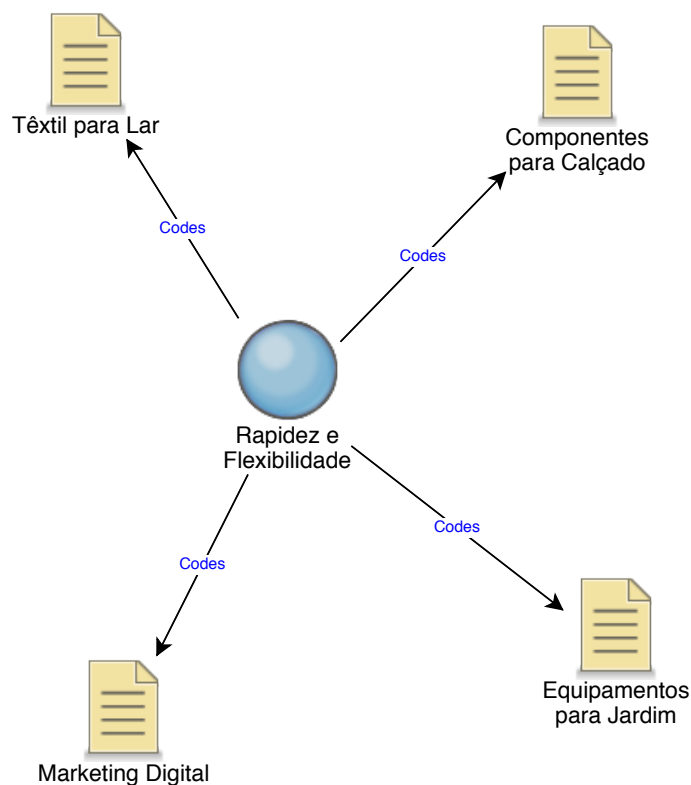 Têxtil para Lar
Componentes
para Calçado
Codes
Codes
Rapidez e
Flexibilidade
Codes
Codes
Equipamentos
para Jardim
Marketing Digital